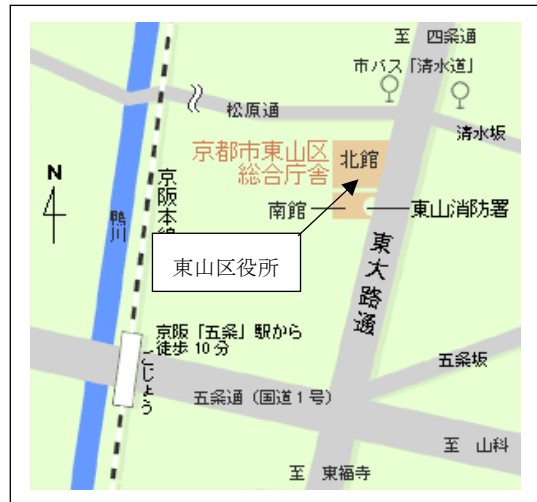 至 四条通
市バス「清水道」
松原通
清水坂
京都市東山区
総合庁舎
北館
N
京阪本線
鴨川
南館
東山消防署
東山区役所
東大路通
京阪「五条」駅から
徒歩10分
ごじょう
五条坂
五条通（国道1号）
至 山科
至 東福寺